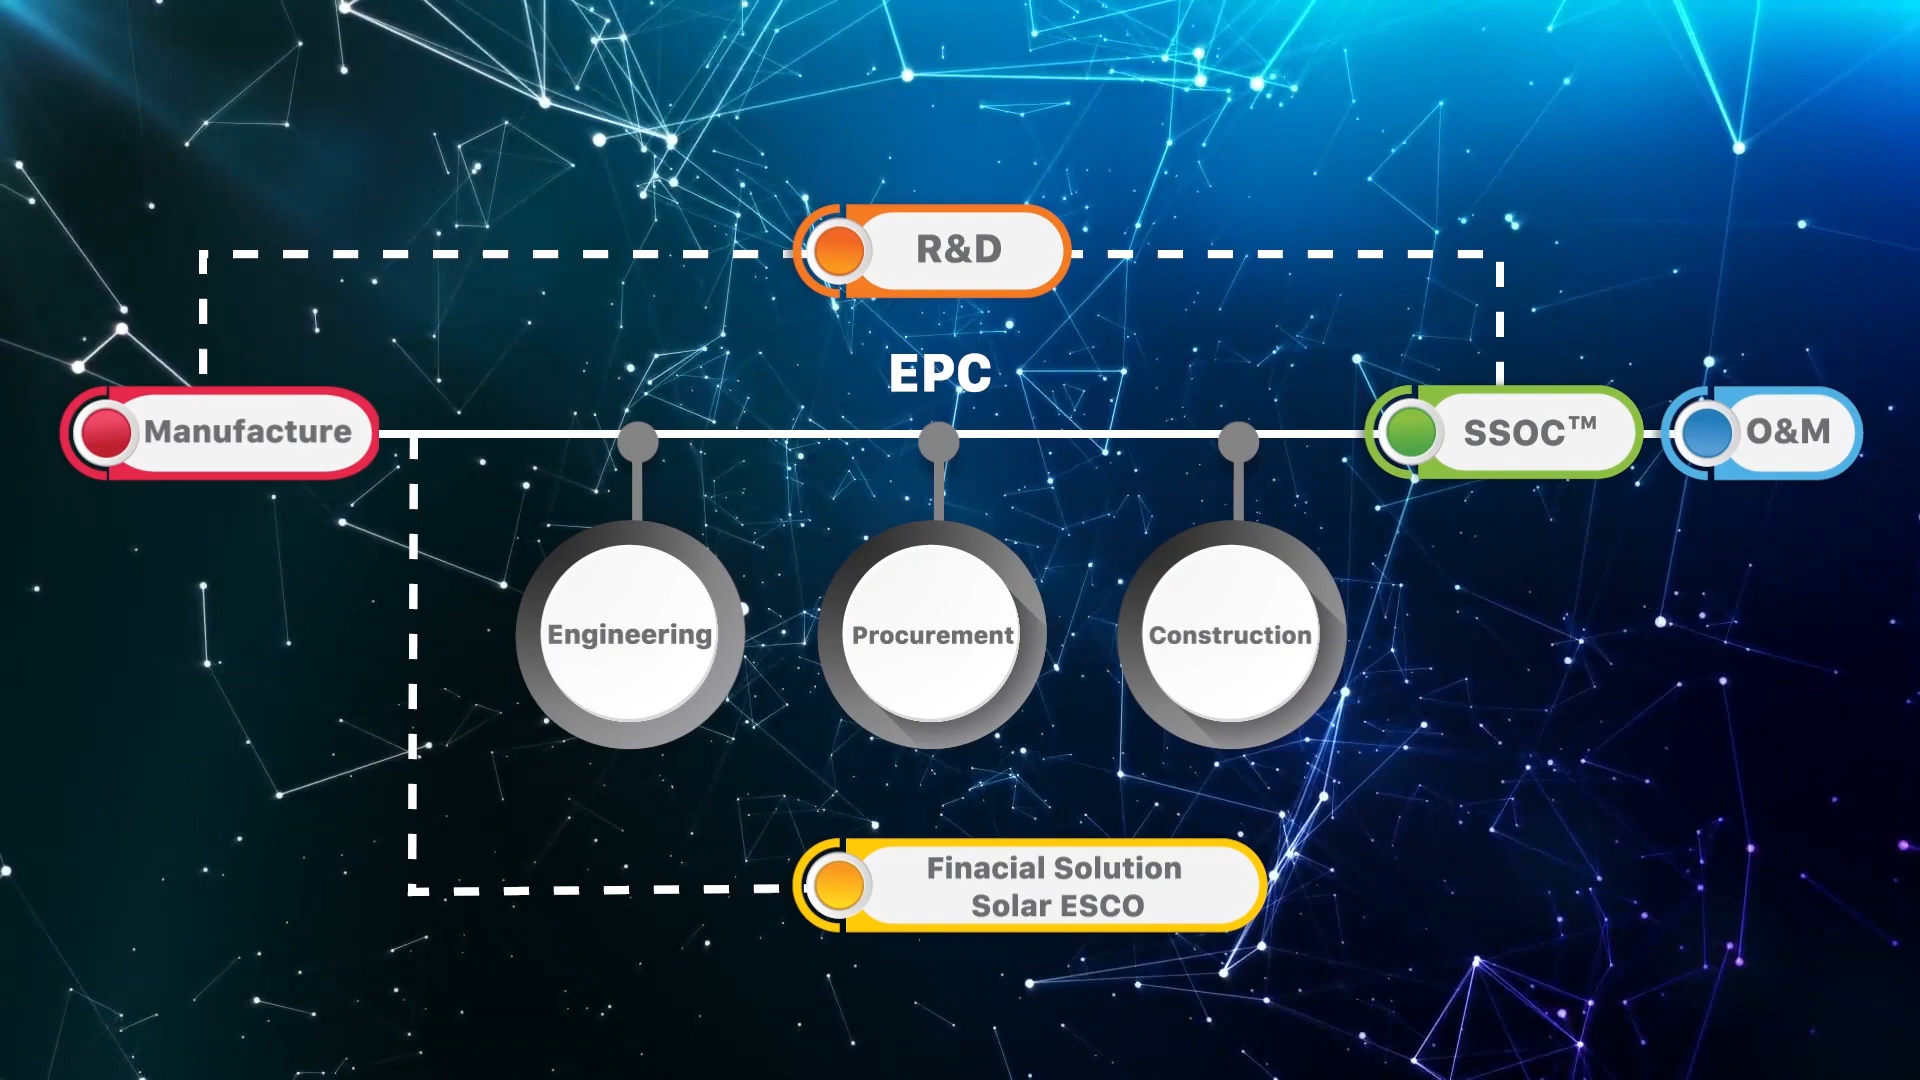 R&D
EPC
Manufacture
SSOC™
O&M
Engineering
Procurement
Construction
Finacial Solution
Solar ESCO